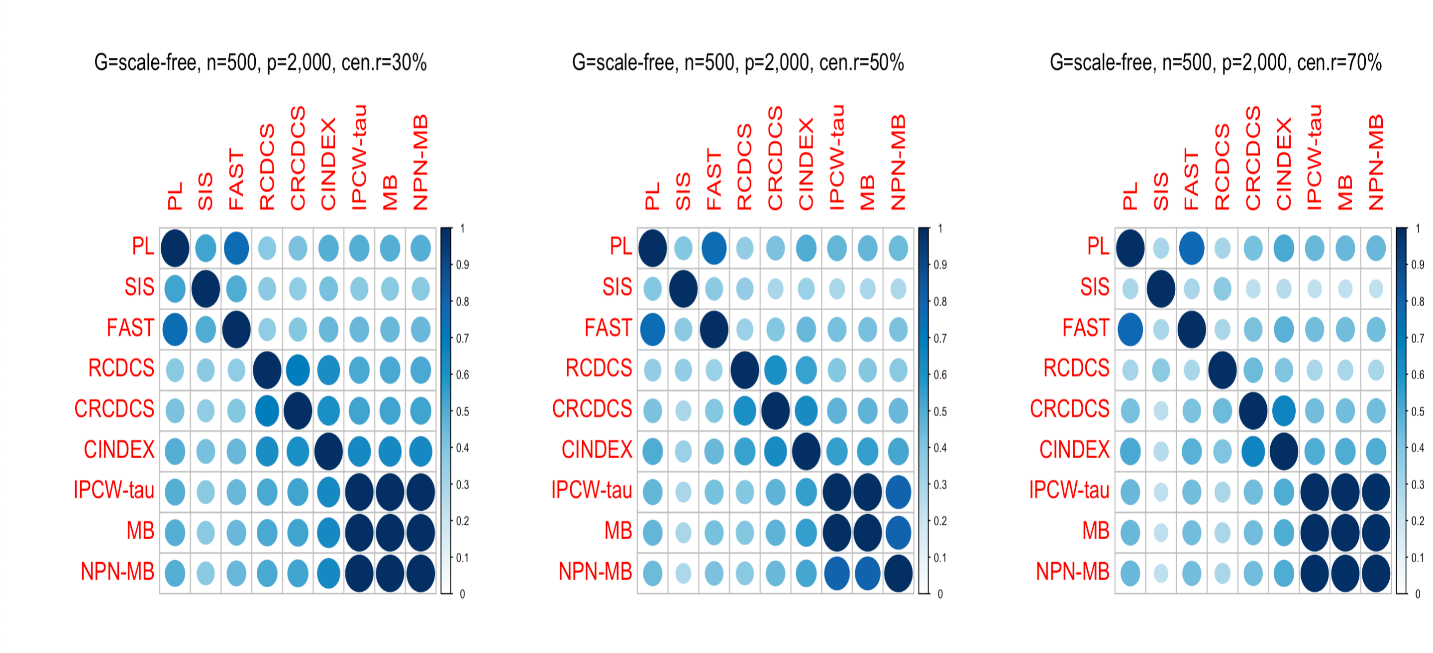 G=scale-free, n=500, p=2,000, cen.r=30%
PL
SIS
FAST
RCDCS
CRCDCS
CINDEX
IPCW-tau
MB
NPN-MB
PL
SIS
FAST
RCDCS
CRCDCS
CINDEX
IPCW-tau
MB
NPN-MB
1
0.9
0.8
0.7
0.6
0.5
0.4
0.3
0.2
0.1
0
G=scale-free, n=500, p=2,000, cen.r=50%
PL
SIS
FAST
RCDCS
CRCDCS
CINDEX
IPCW-tau
MB
NPN-MB
PL
SIS
FAST
RCDCS
CRCDCS
CINDEX
IPCW-tau
MB
NPN-MB
1
0.9
0.8
0.7
0.6
0.5
0.4
0.3
0.2
0.1
0
G=scale-free, n=500, p=2,000, cen.r=70%
PL
SIS
FAST
RCDCS
CRCDCS
CINDEX
IPCW-tau
MB
NPN-MB
PL
SIS
FAST
RCDCS
CRCDCS
CINDEX
IPCW-tau
MB
NPN-MB
1
0.9
0.8
0.7
0.6
0.5
0.4
0.3
0.2
0.1
0